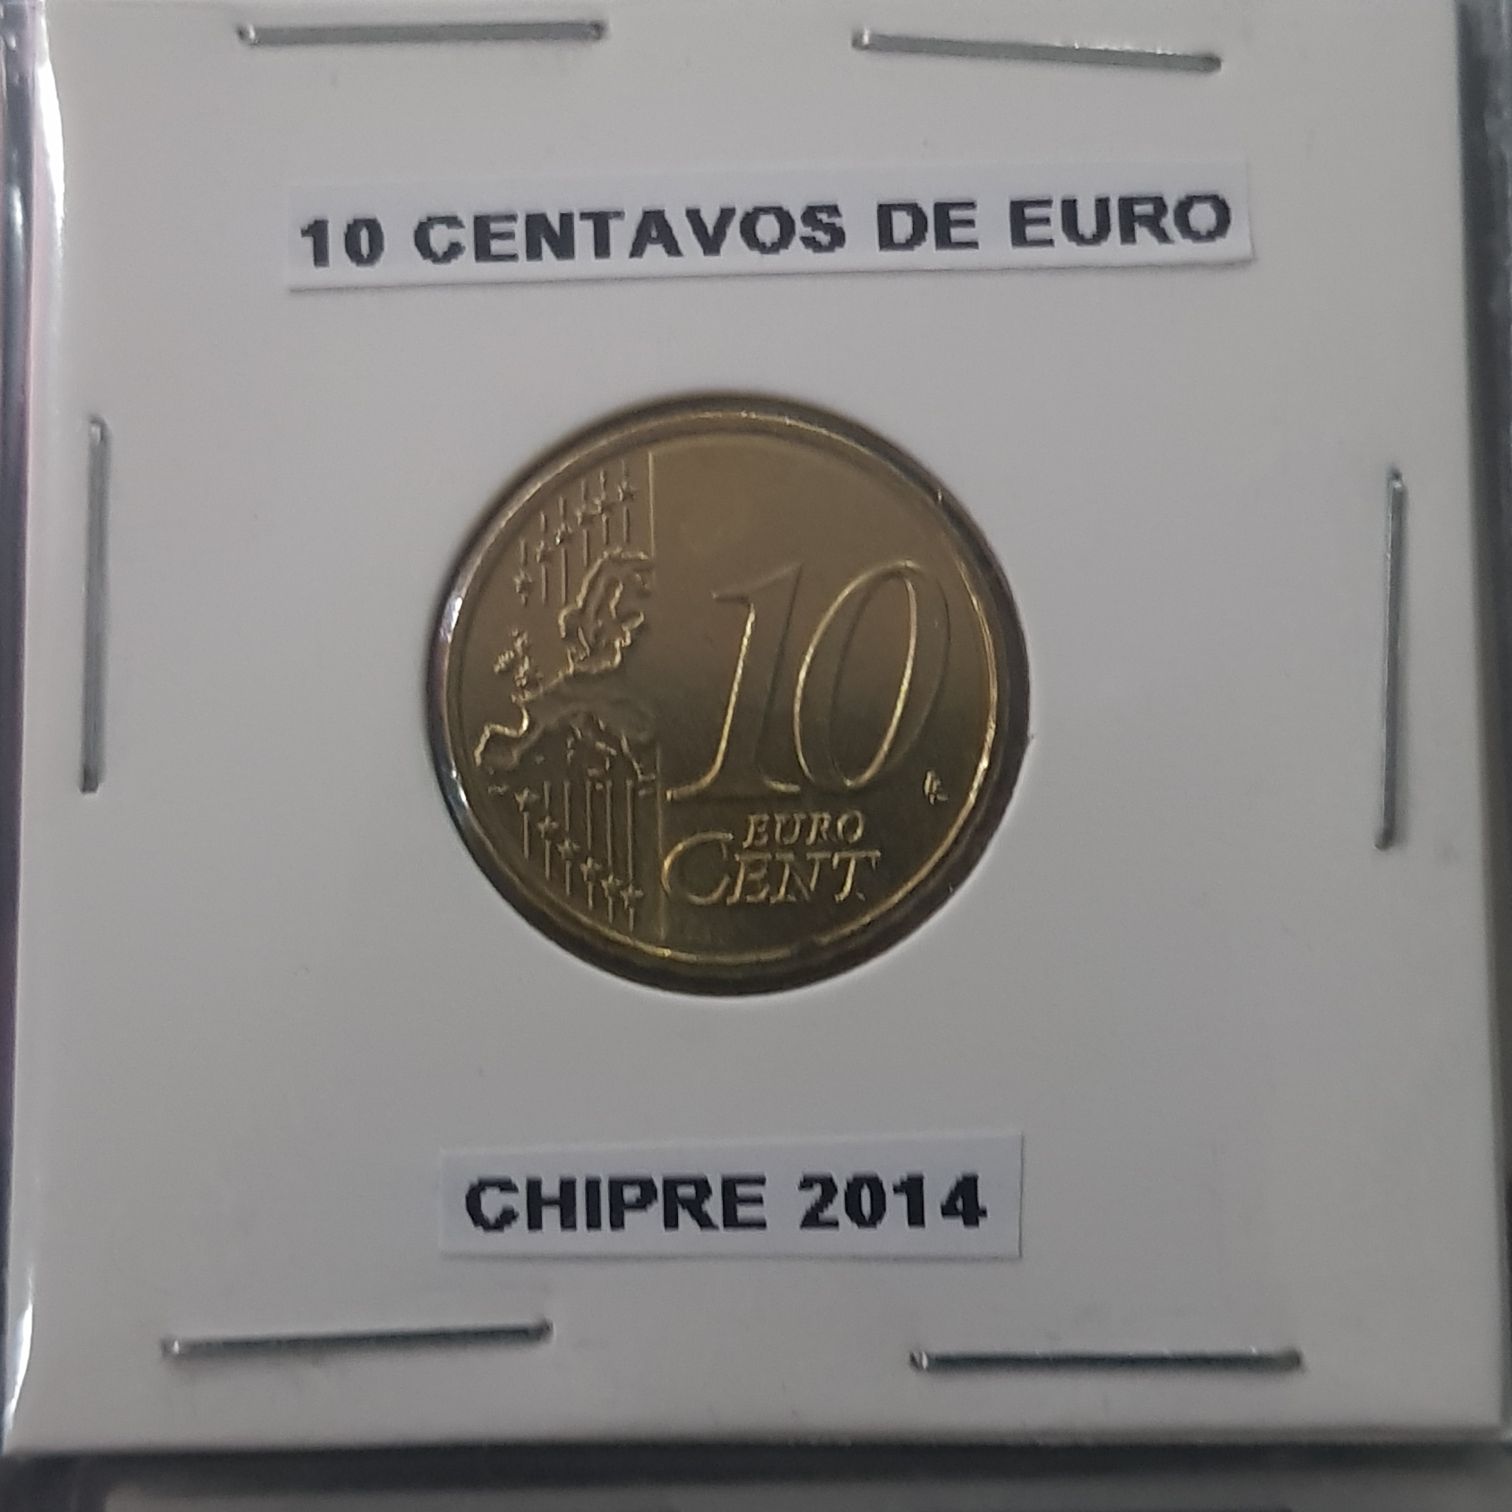 10 CENTAVOS DE EURO
10
EURO
CENT
CHIPRE 2014